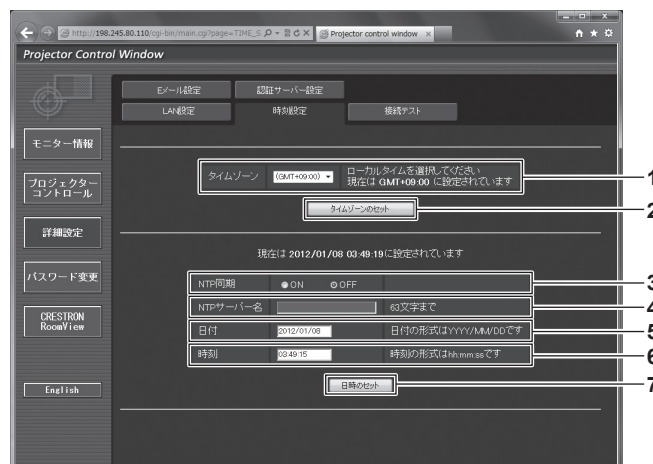 http://198.245.80.110/cgi-bin/main.cgi?page=TIME_S
Projector control window
Projector Control Window
Eメール設定 認証サーバー設定
LAN設定 時刻設定 接続テスト
モニター情報
プロジェクター
コントロール
詳細設定
パスワード変更
CRESTRON
RoomView
English
タイムゾーン (GMT+09:00) ローカルタイムを選択してください
現在は GMT+09:00 に設定されています
1
タイムゾーンのセット
2
現在は 2012/01/08 03:49:19に設定されています
NTP同期 ON OFF
3
NTPサーバー名 63文字まで
4
日付 2012/01/08 日付の形式はYYYY/MM/DDです
5
時刻 03:49:15 時刻の形式はhh:mm:ssです
6
日時のセット
7